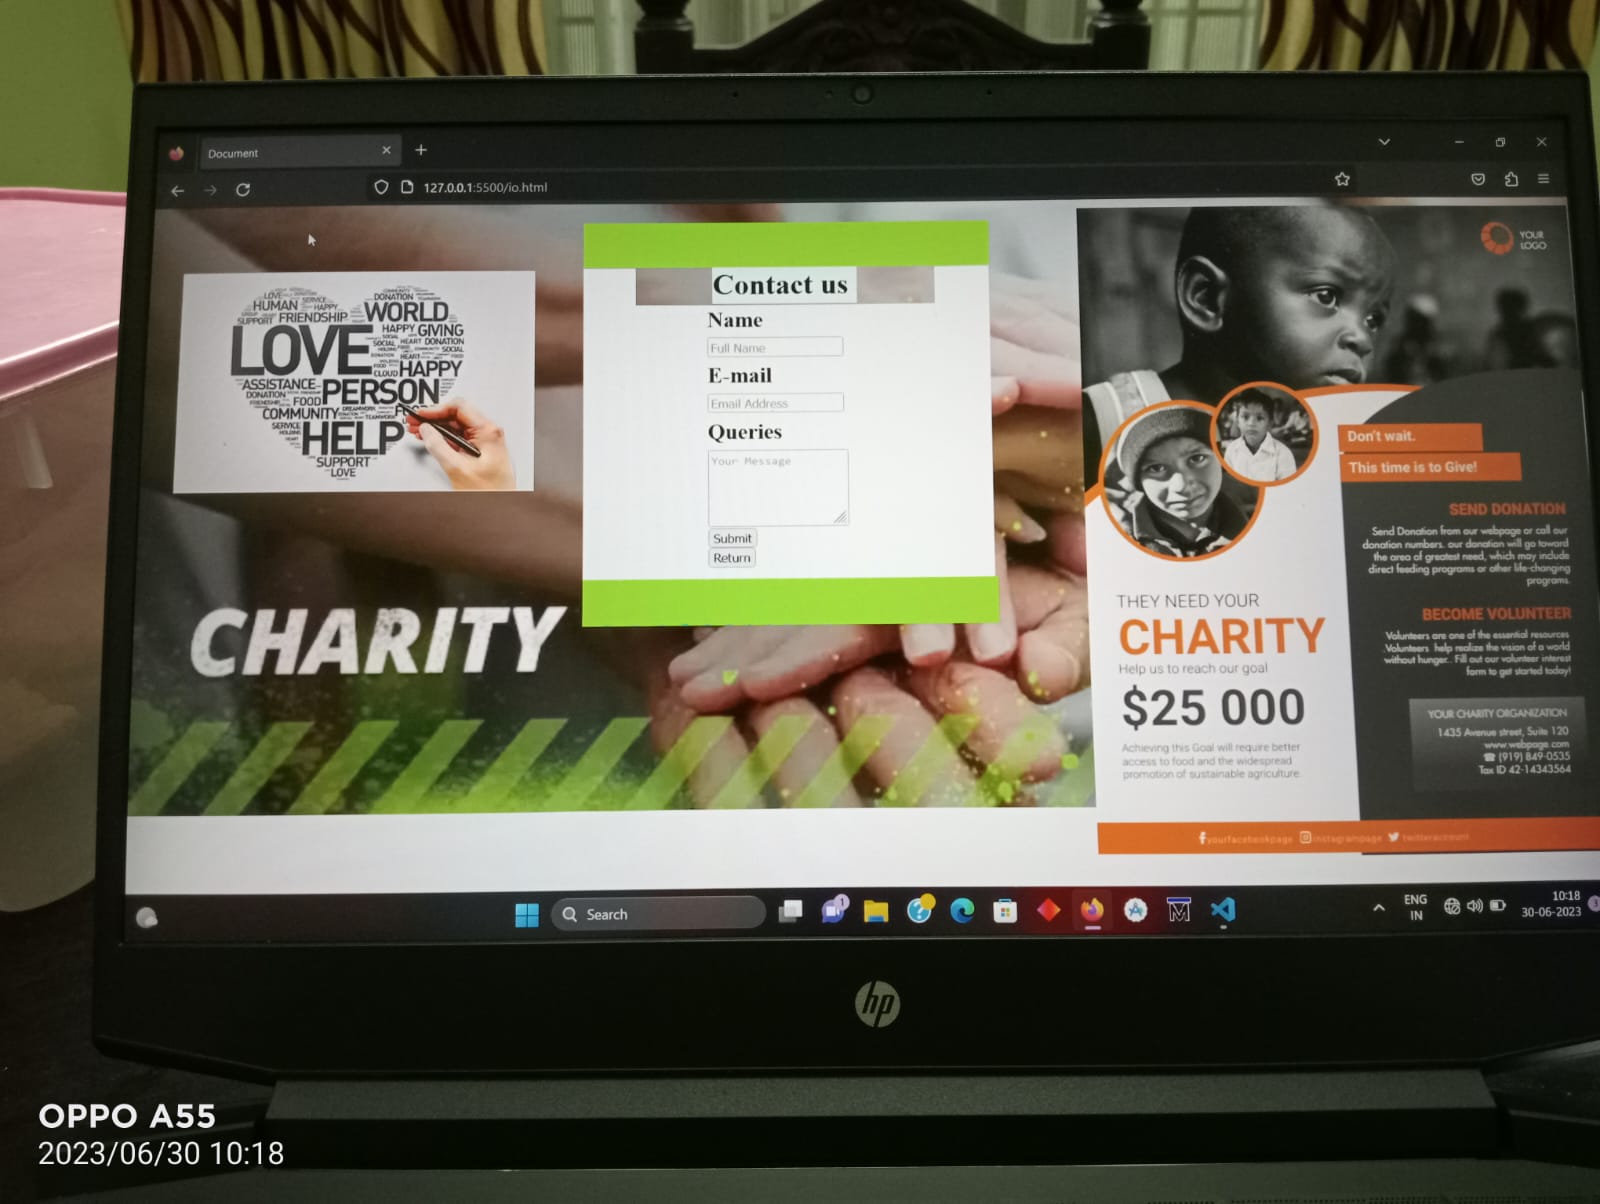 Document
127.0.0.1:5500/io.html
LOVE
HUMAN SERVICE
HAPPY
SUPPORT FRIENDSHIP
DONATION
WORLD
HAPPY GIVING
LOVE
SOCIAL HEART DONATION
HAPPY
CLOUD
ASSISTANCE
PERSON
DONATION
FOOD
COMMUNITY
SERVICE
HELP
HEART
SUPPORT
LOVE
CHARITY
Contact us
Name
Full Name
E-mail
Email Address
Queries
Your Message
Submit
Return
YOUR
LOGO
Don't wait.
This time is to Give!
SEND DONATION
Send Donation from our webpage or call our
donation numbers. our donation will go toward
the area of greatest need, which may include
direct feeding programs or other life-changing
programs.
BECOME VOLUNTEER
Volunteers are one of the essential resources
.Volunteers help realize the vision of a world
without hunger.. Fill out our volunteer interest
form to get started today!
THEY NEED YOUR
CHARITY
Help us to reach our goal
$25 000
Achieving this Goal will require better
access to food and the widespread
promotion of sustainable agriculture.
YOUR CHARITY ORGANIZATION
1435 Avenue street, Suite 120
www.webpage.com
☎ (919) 849-0535
Tax ID 42-14343564
yourfacebookpage instagrampage twitteraccount
Search
1
ENG
IN
10:18
30-06-2023
hp
OPPO A55
2023/06/30 10:18